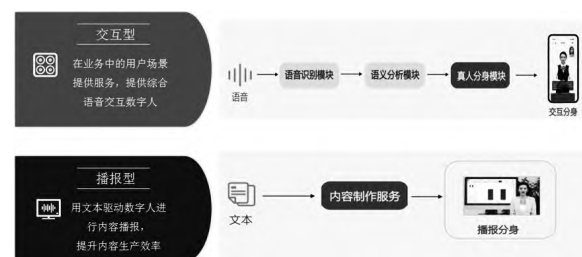 交互型
在业务中的用户场景
提供服务，提供综合
语音交互数字人
语音
语音识别模块
语义分析模块
真人分身模块
交互分身
播报型
用文本驱动数字人进
行内容播报，
提升内容生产效率
文本
内容制作服务
播报分身